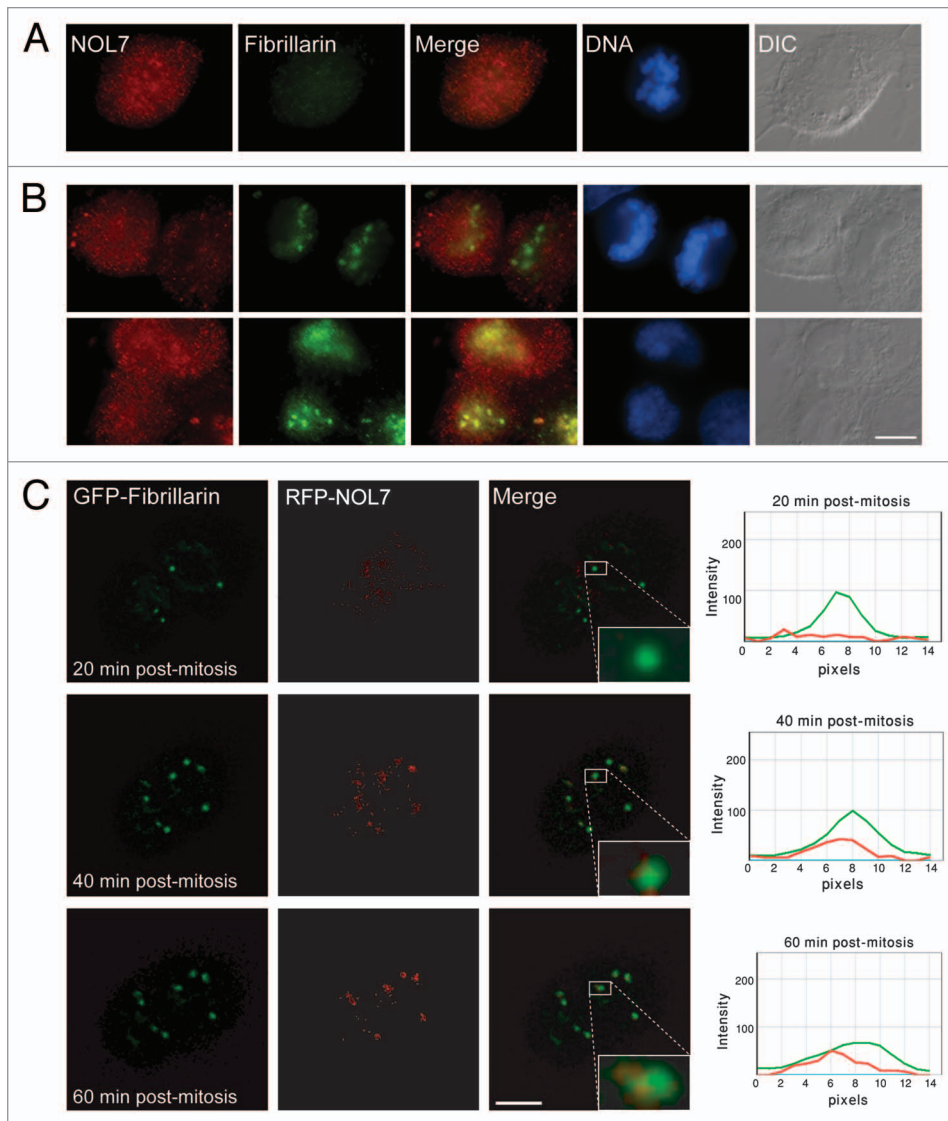 A
NOL7 Fibrillarin Merge DNA DIC
B
C
GFP-Fibrillarin RFP-NOL7 Merge
20 min post-mitosis
20 min post-mitosis
Intensity
200
100
0 2 4 6 8 10 12 14
pixels
40 min post-mitosis
40 min post-mitosis
Intensity
200
100
0 2 4 6 8 10 12 14
pixels
60 min post-mitosis
60 min post-mitosis
Intensity
200
100
0 2 4 6 8 10 12 14
pixels